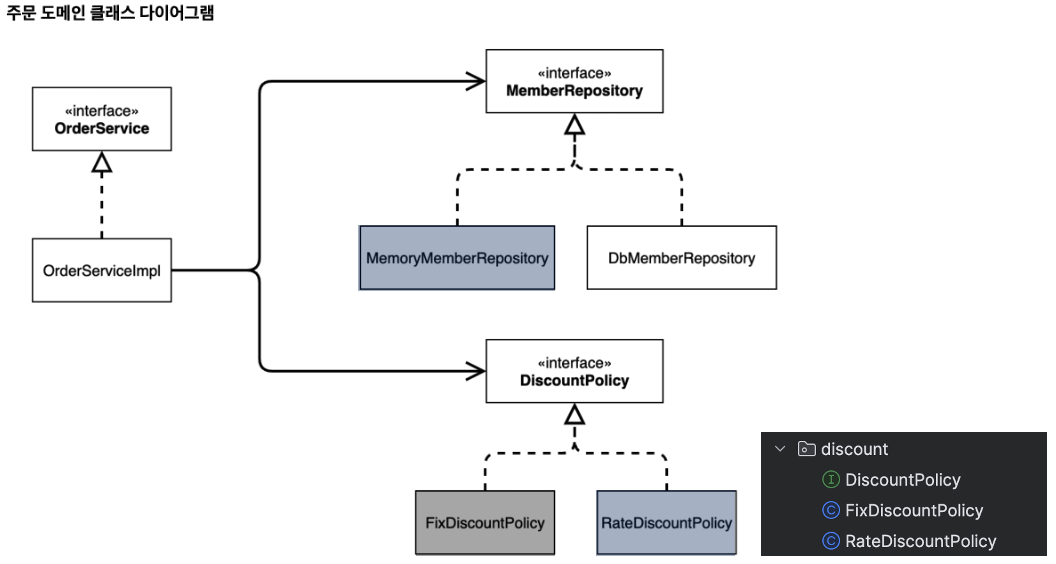 주문 도메인 클래스 다이어그램
«interface»
MemberRepository
«interface»
OrderService
MemoryMemberRepository
DbMemberRepository
OrderServiceImpl
«interface»
DiscountPolicy
FixDiscountPolicy
RateDiscountPolicy
discount
DiscountPolicy
FixDiscountPolicy
RateDiscountPolicy